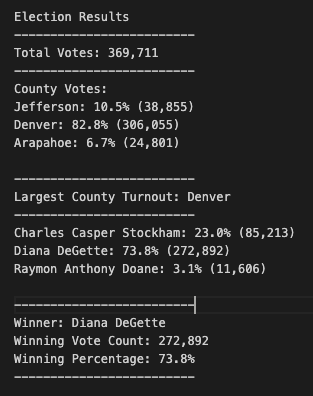 Election Results
-------------------------
Total Votes: 369,711
-------------------------
County Votes:
Jefferson: 10.5% (38,855)
Denver: 82.8% (306,055)
Arapahoe: 6.7% (24,801)
-------------------------
Largest County Turnout: Denver
-------------------------
Charles Casper Stockham: 23.0% (85,213)
Diana DeGette: 73.8% (272,892)
Raymon Anthony Doane: 3.1% (11,606)
-------------------------
Winner: Diana DeGette
Winning Vote Count: 272,892
Winning Percentage: 73.8%
-------------------------